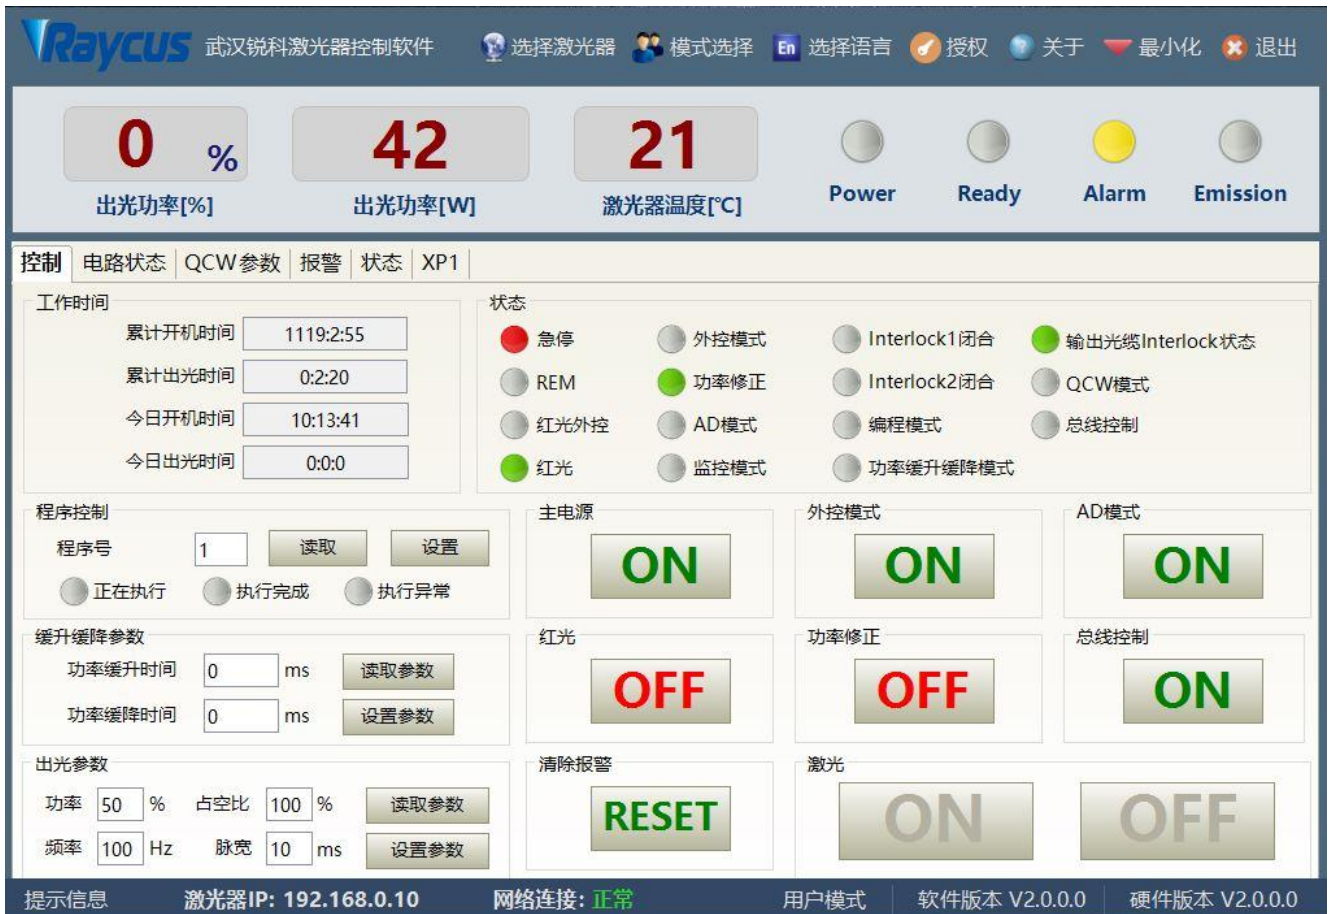 Raycus 武汉锐科激光器控制软件 选择激光器 模式选择 En 选择语言 授权 关于 最小化 退出
0 % 42 21
出光功率[%] 出光功率[W] 激光器温度[℃] Power Ready Alarm Emission
控制 电路状态 QCW参数 报警 状态 XP1
工作时间
累计开机时间 1119:2:55
累计出光时间 0:2:20
今日开机时间 10:13:41
今日出光时间 0:0:0
状态
急停 外控模式 Interlock1闭合 输出光缆Interlock状态
REM 功率修正 Interlock2闭合 QCW模式
红光外控 AD模式 编程模式 总线控制
红光 监控模式 功率缓升缓降模式
程序控制
程序号 1 读取 设置
正在执行 执行完成 执行异常
主电源
ON
外控模式
ON
AD模式
ON
缓升缓降参数
功率缓升时间 0 ms 读取参数
功率缓降时间 0 ms 设置参数
红光
OFF
功率修正
OFF
总线控制
ON
出光参数
功率 50 % 占空比 100 % 读取参数
频率 100 Hz 脉宽 10 ms 设置参数
清除报警
RESET
激光
ON OFF
提示信息 激光器IP: 192.168.0.10 网络连接: 正常 用户模式 软件版本 V2.0.0.0 硬件版本 V2.0.0.0